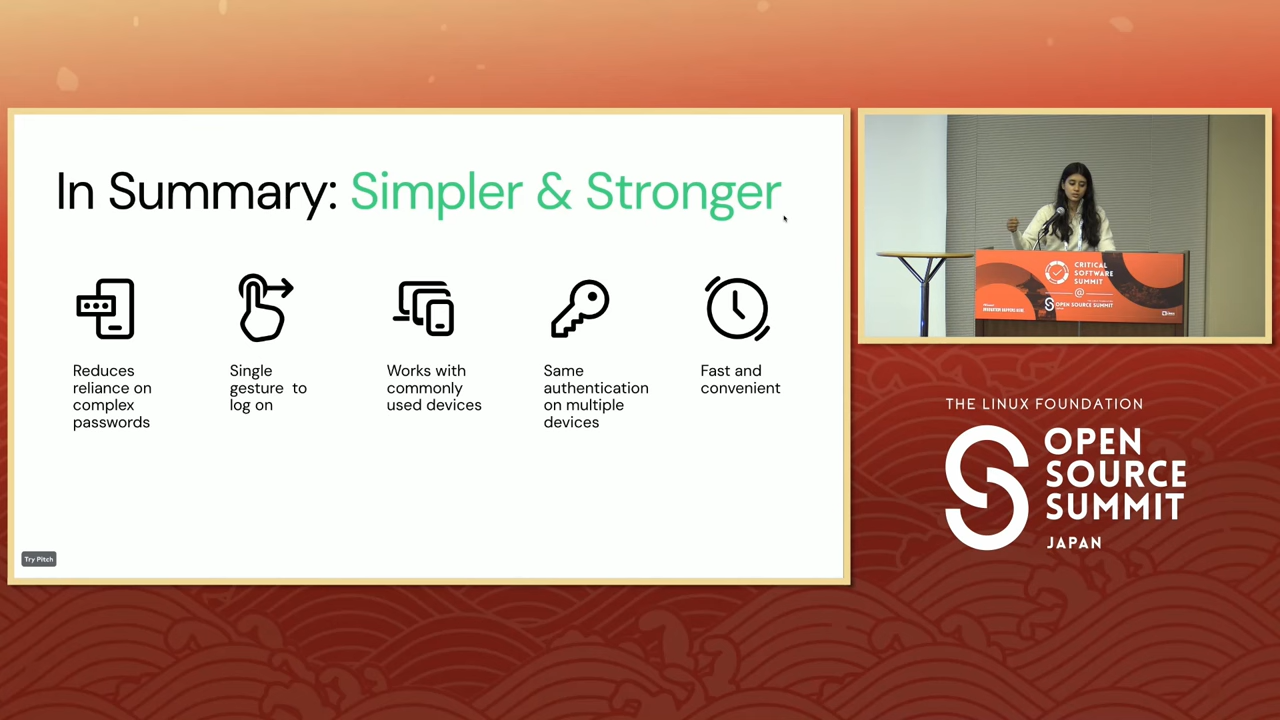 In Summary: Simpler & Stronger
Reduces
reliance on
complex
passwords
Single
gesture to
log on
Works with
commonly
used devices
Same
authentication
on multiple
devices
Fast and
convenient
Try Pitch
CRITICAL
SOFTWARE
SUMMIT
@
OPEN SOURCE SUMMIT
THE LINUX FOUNDATION
OPEN
SOURCE
SUMMIT
JAPAN